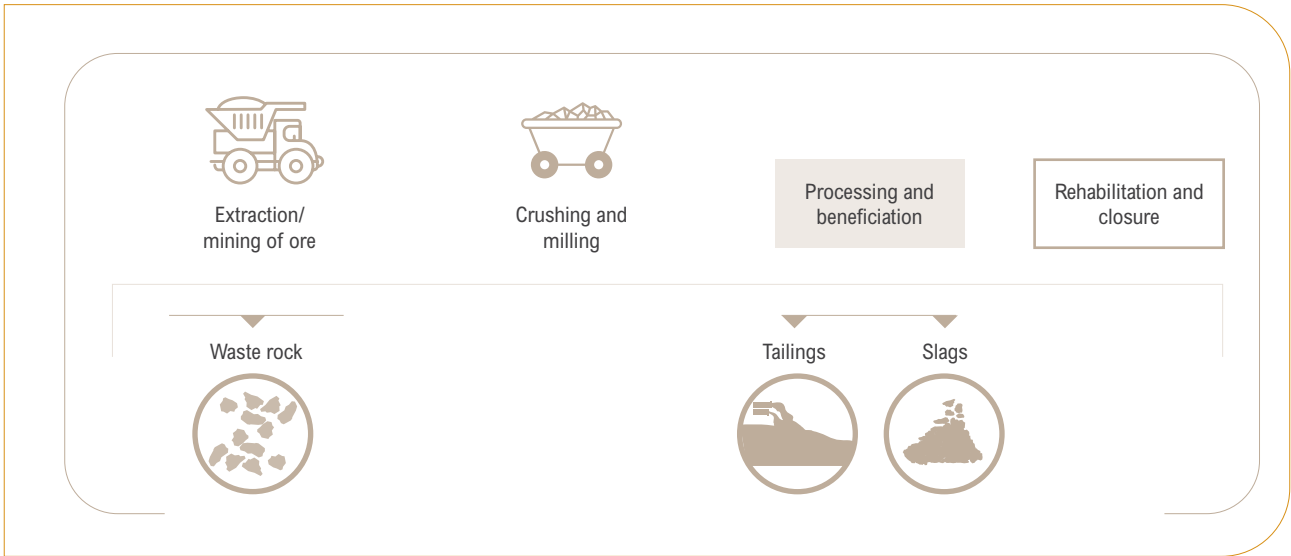 Extraction/
mining of ore
Crushing and
milling
Processing and
beneficiation
Rehabilitation and
closure
Waste rock
Tailings
Slags